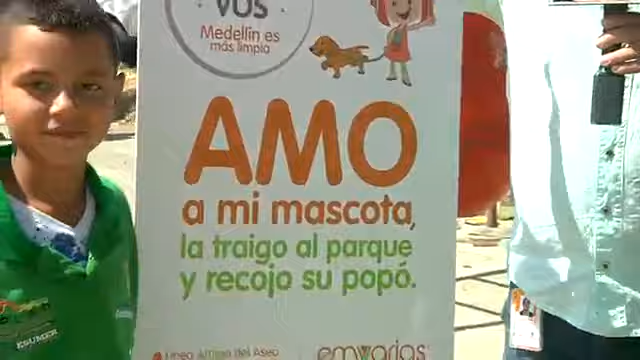 VOS
Medellín es
más limpia
AMO
a mi mascota,
la traigo al parque
y recojo su popó.
Línea Amiga del Aseo
emvarias
ESUMER